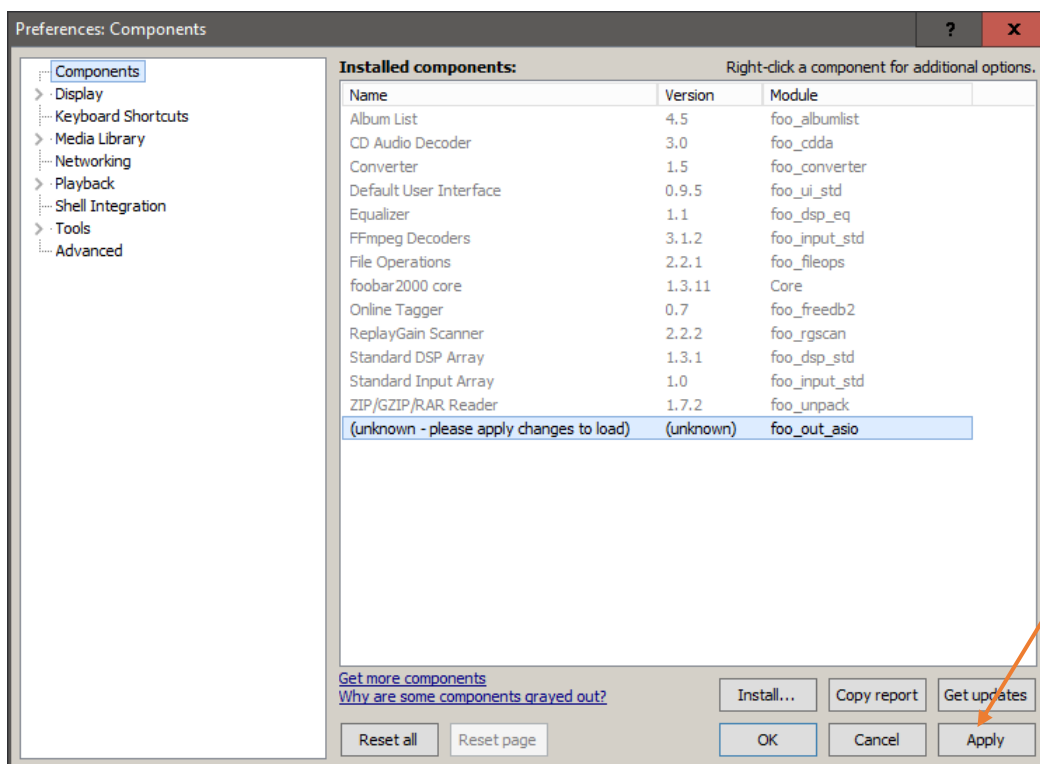 Preferences: Components ? x
Components
Display
Keyboard Shortcuts
Media Library
Networking
Playback
Shell Integration
Tools
Advanced
Installed components: Right-click a component for additional options.
Name Version Module
Album List 4.5 foo_albumlist
CD Audio Decoder 3.0 foo_cdda
Converter 1.5 foo_converter
Default User Interface 0.9.5 foo_ui_std
Equalizer 1.1 foo_dsp_eq
FFmpeg Decoders 3.1.2 foo_input_std
File Operations 2.2.1 foo_fileops
foobar2000 core 1.3.11 Core
Online Tagger 0.7 foo_freedb2
ReplayGain Scanner 2.2.2 foo_rgscan
Standard DSP Array 1.3.1 foo_dsp_std
Standard Input Array 1.0 foo_input_std
ZIP/GZIP/RAR Reader 1.7.2 foo_unpack
(unknown - please apply changes to load) (unknown) foo_out_asio
Get more components
Why are some components grayed out?
Install... Copy report Get updates
Reset all Reset page OK Cancel Apply